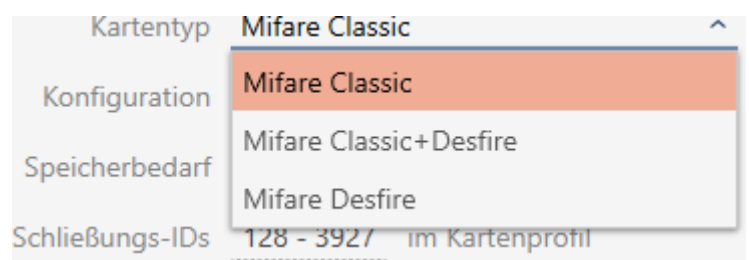 Kartentyp Mifare Classic
Konfiguration Mifare Classic
Mifare Classic+Desfire
Speicherbedarf
Mifare Desfire
Schließungs-IDs 128 - 3927 im Kartenprofil